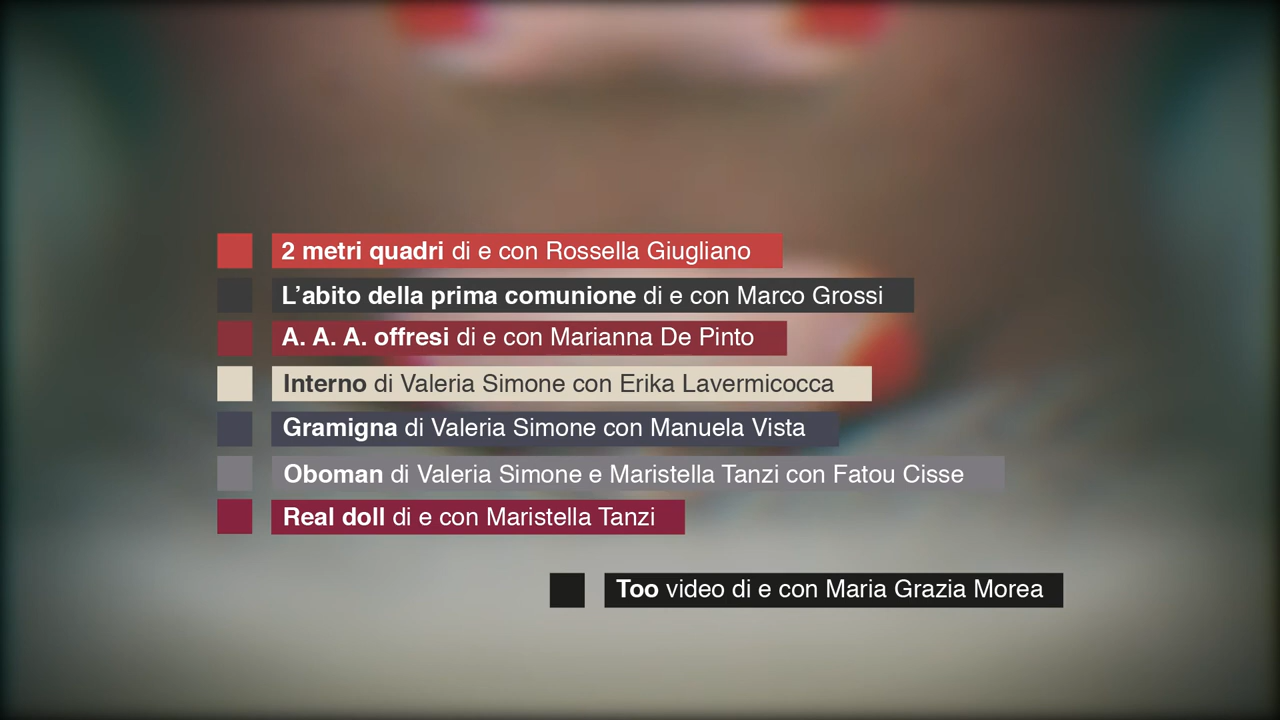 2 metri quadri di e con Rossella Giugliano
L’abito della prima comunione di e con Marco Grossi
A. A. A. offresi di e con Marianna De Pinto
Interno di Valeria Simone con Erika Lavermicocca
Gramigna di Valeria Simone con Manuela Vista
Oboman di Valeria Simone e Maristella Tanzi con Fatou Cisse
Real doll di e con Maristella Tanzi
Too video di e con Maria Grazia Morea